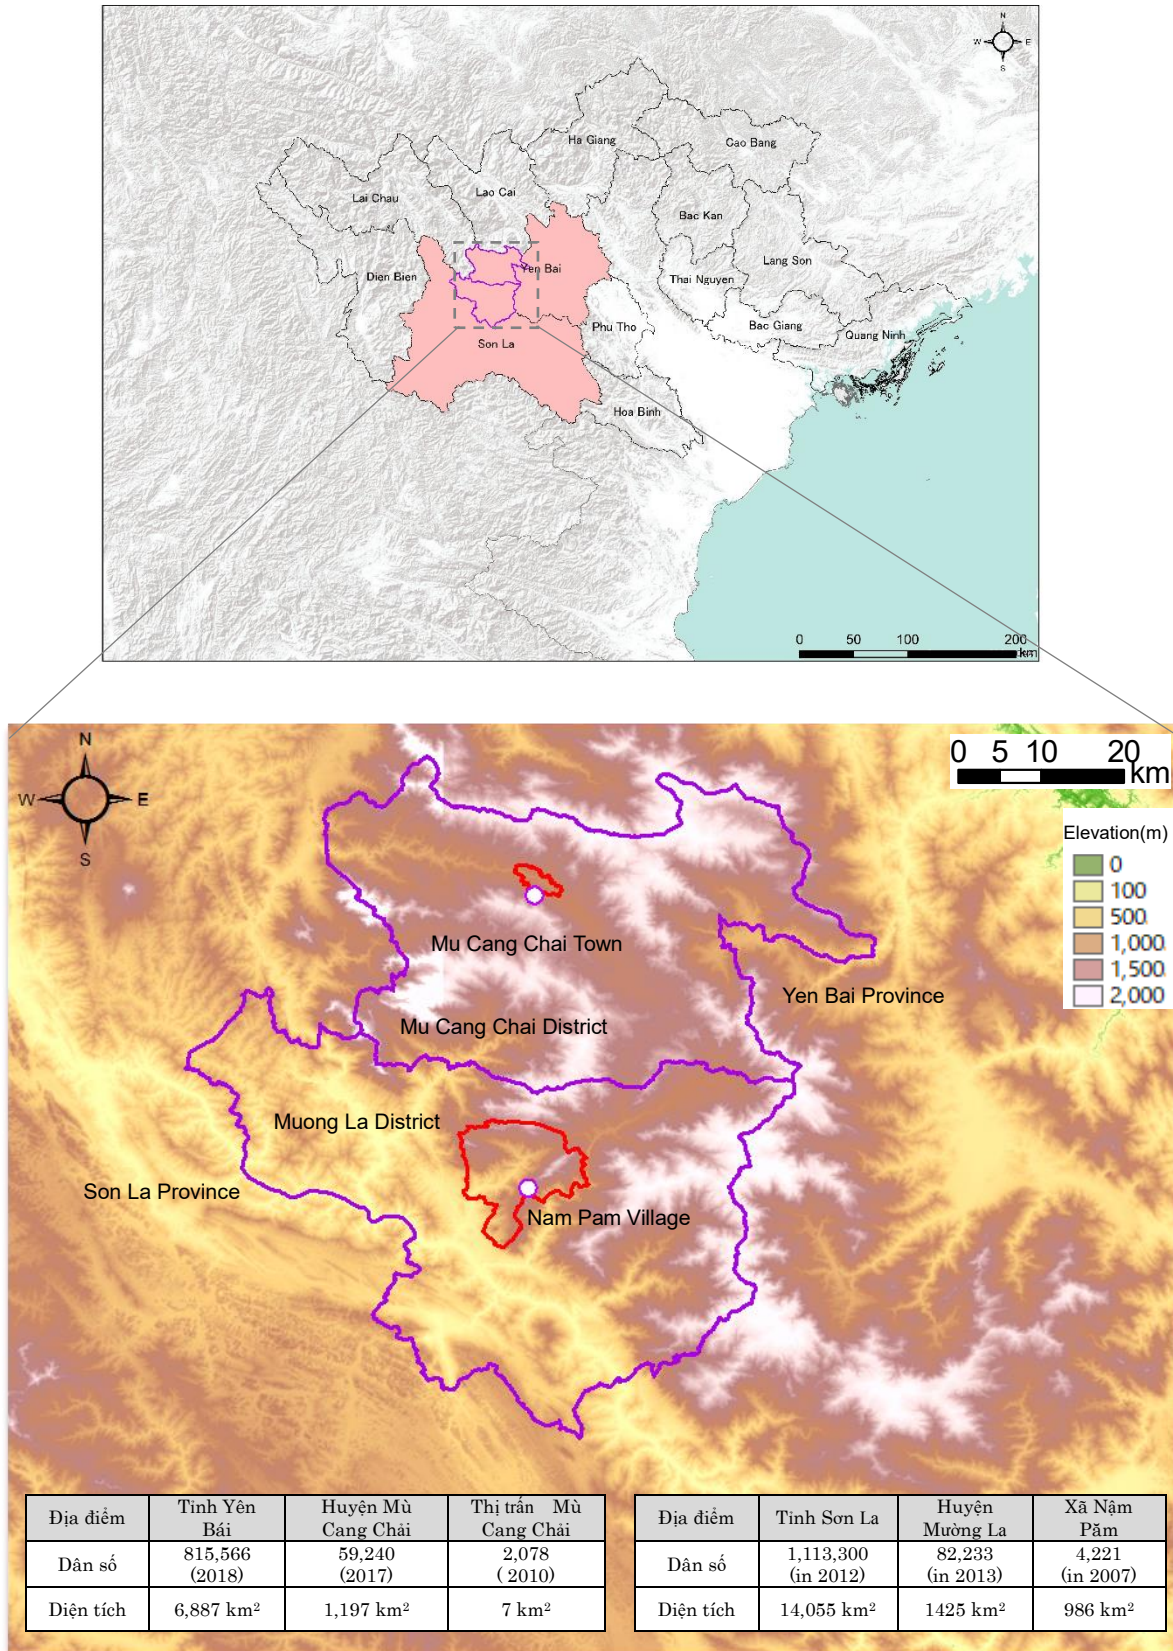 N
W E
S
Ha Giang
Cao Bang
Lao Cai
Lai Chau
Bac Kan
Lang Son
Dien Bien
Yen Bai
Thai Nguyen
Phu Tho
Bac Giang
Quang Ninh
Son La
Hoa Binh
0 50 100 200
km
N
W E
S
0 5 10 20
km
Elevation(m)
0
100
500
1,000
1,500
2,000
Mu Cang Chai Town
Yen Bai Province
Mu Cang Chai District
Muong La District
Son La Province
Nam Pam Village
Địa điểm
Tỉnh Yên
Bái
Huyện Mù
Cang Chải
Thị trấn Mù
Cang Chải
Dân số
815,566
(2018)
59,240
(2017)
2,078
( 2010)
Diện tích
6,887 km²
1,197 km²
7 km²
Địa điểm
Tỉnh Sơn La
Huyện
Mường La
Xã Nậm
Păm
Dân số
1,113,300
(in 2012)
82,233
(in 2013)
4,221
(in 2007)
Diện tích
14,055 km²
1425 km²
986 km²